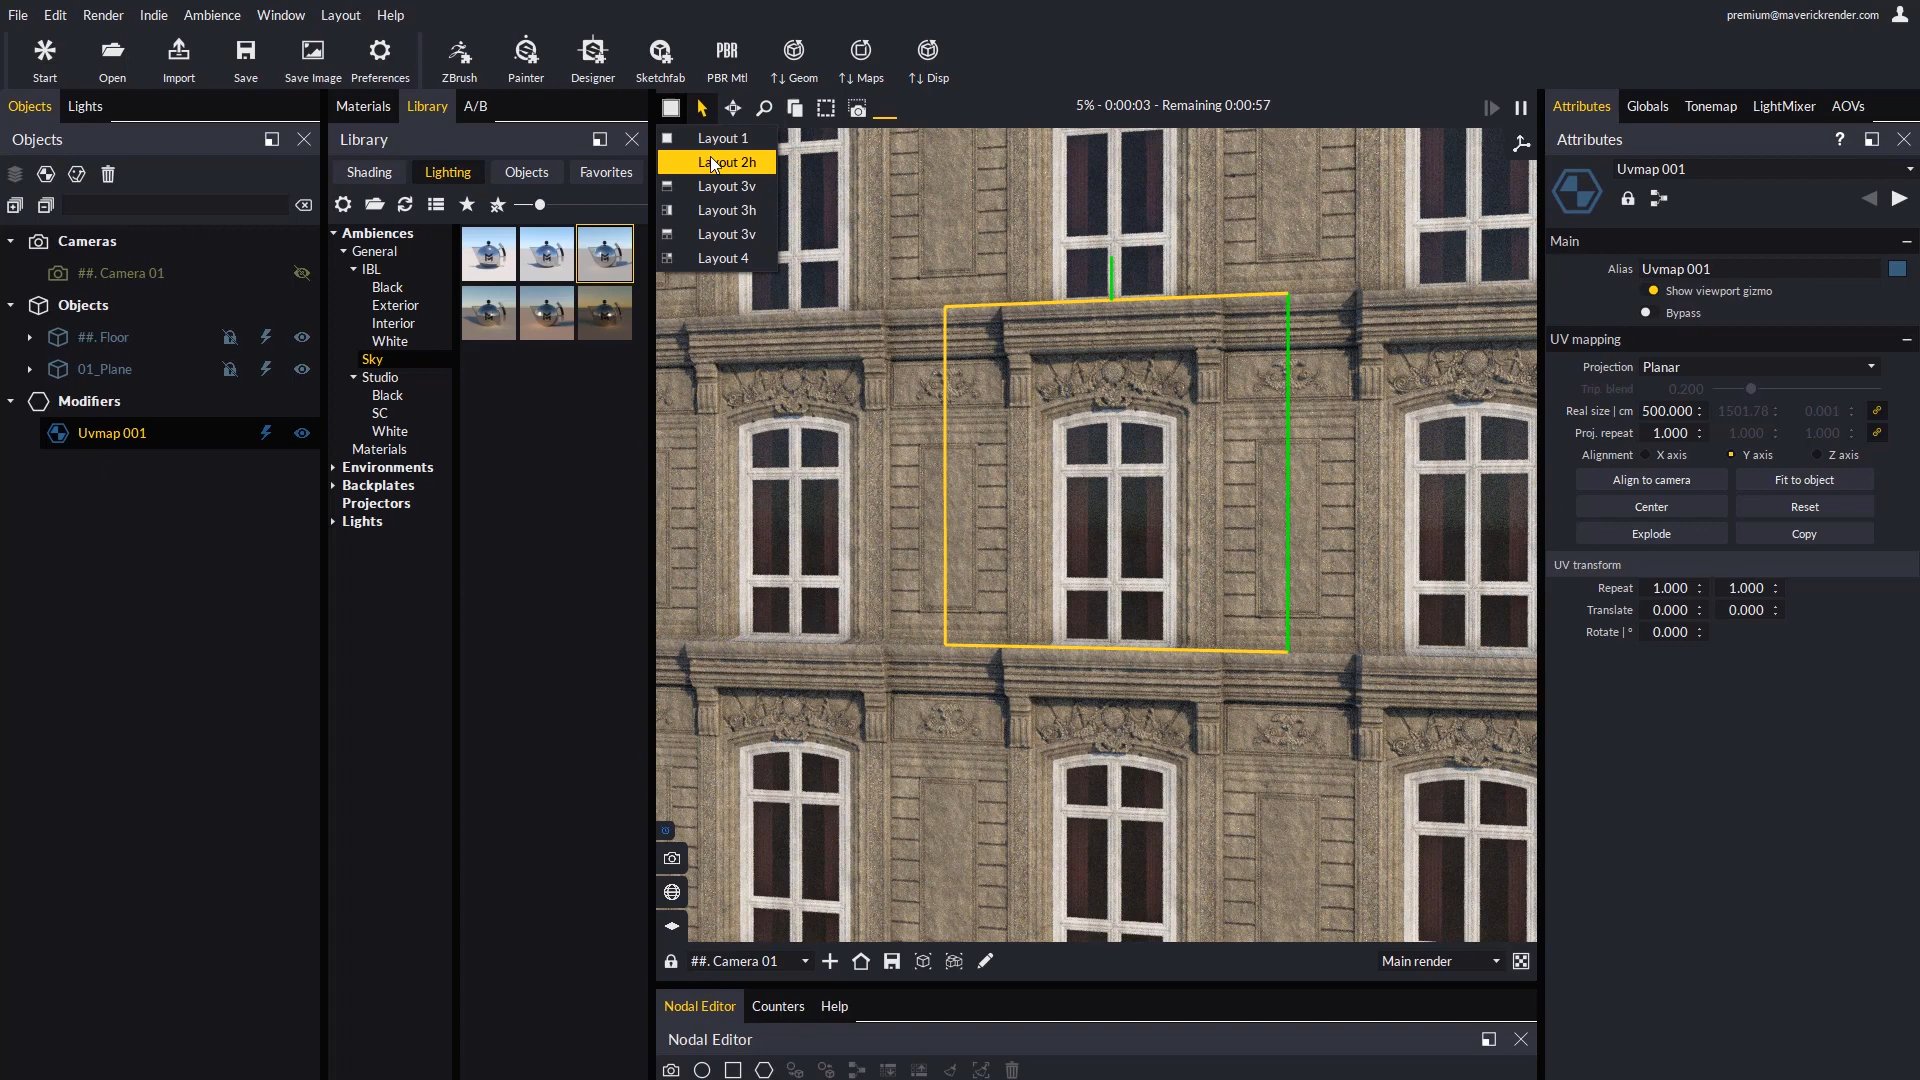 File Edit Render Indie Ambience Window Layout Help
premium@maverickrender.com
Start Open Import Save Save Image Preferences ZBrush Painter Designer Sketchfab PBR Mtl ↑↓ Geom ↑↓ Maps ↑↓ Disp
PBR
Objects Lights
Materials Library A/B
5% - 0:00:03 - Remaining 0:00:57
Attributes Globals Tonemap LightMixer AOVs
Objects
Library
Attributes
Shading Lighting Objects Favorites
Layout 1
Layout 2h
Layout 3v
Layout 3h
Layout 3v
Layout 4
Cameras
##. Camera 01
Objects
##. Floor
01_Plane
Modifiers
Uvmap 001
Ambiences
General
IBL
Black
Exterior
Interior
White
Sky
Studio
Black
SC
White
Materials
Environments
Backplates
Projectors
Lights
Uvmap 001
Main
Alias Uvmap 001
Show viewport gizmo
Bypass
UV mapping
Projection Planar
Trip. blend 0.200
Real size | cm 500.000 1501.78 0.001
Proj. repeat 1.000 1.000 1.000
Alignment X axis Y axis Z axis
Align to camera Fit to object
Center Reset
Explode Copy
UV transform
Repeat 1.000 1.000
Translate 0.000 0.000
Rotate | ° 0.000
##. Camera 01
Main render
Nodal Editor Counters Help
Nodal Editor